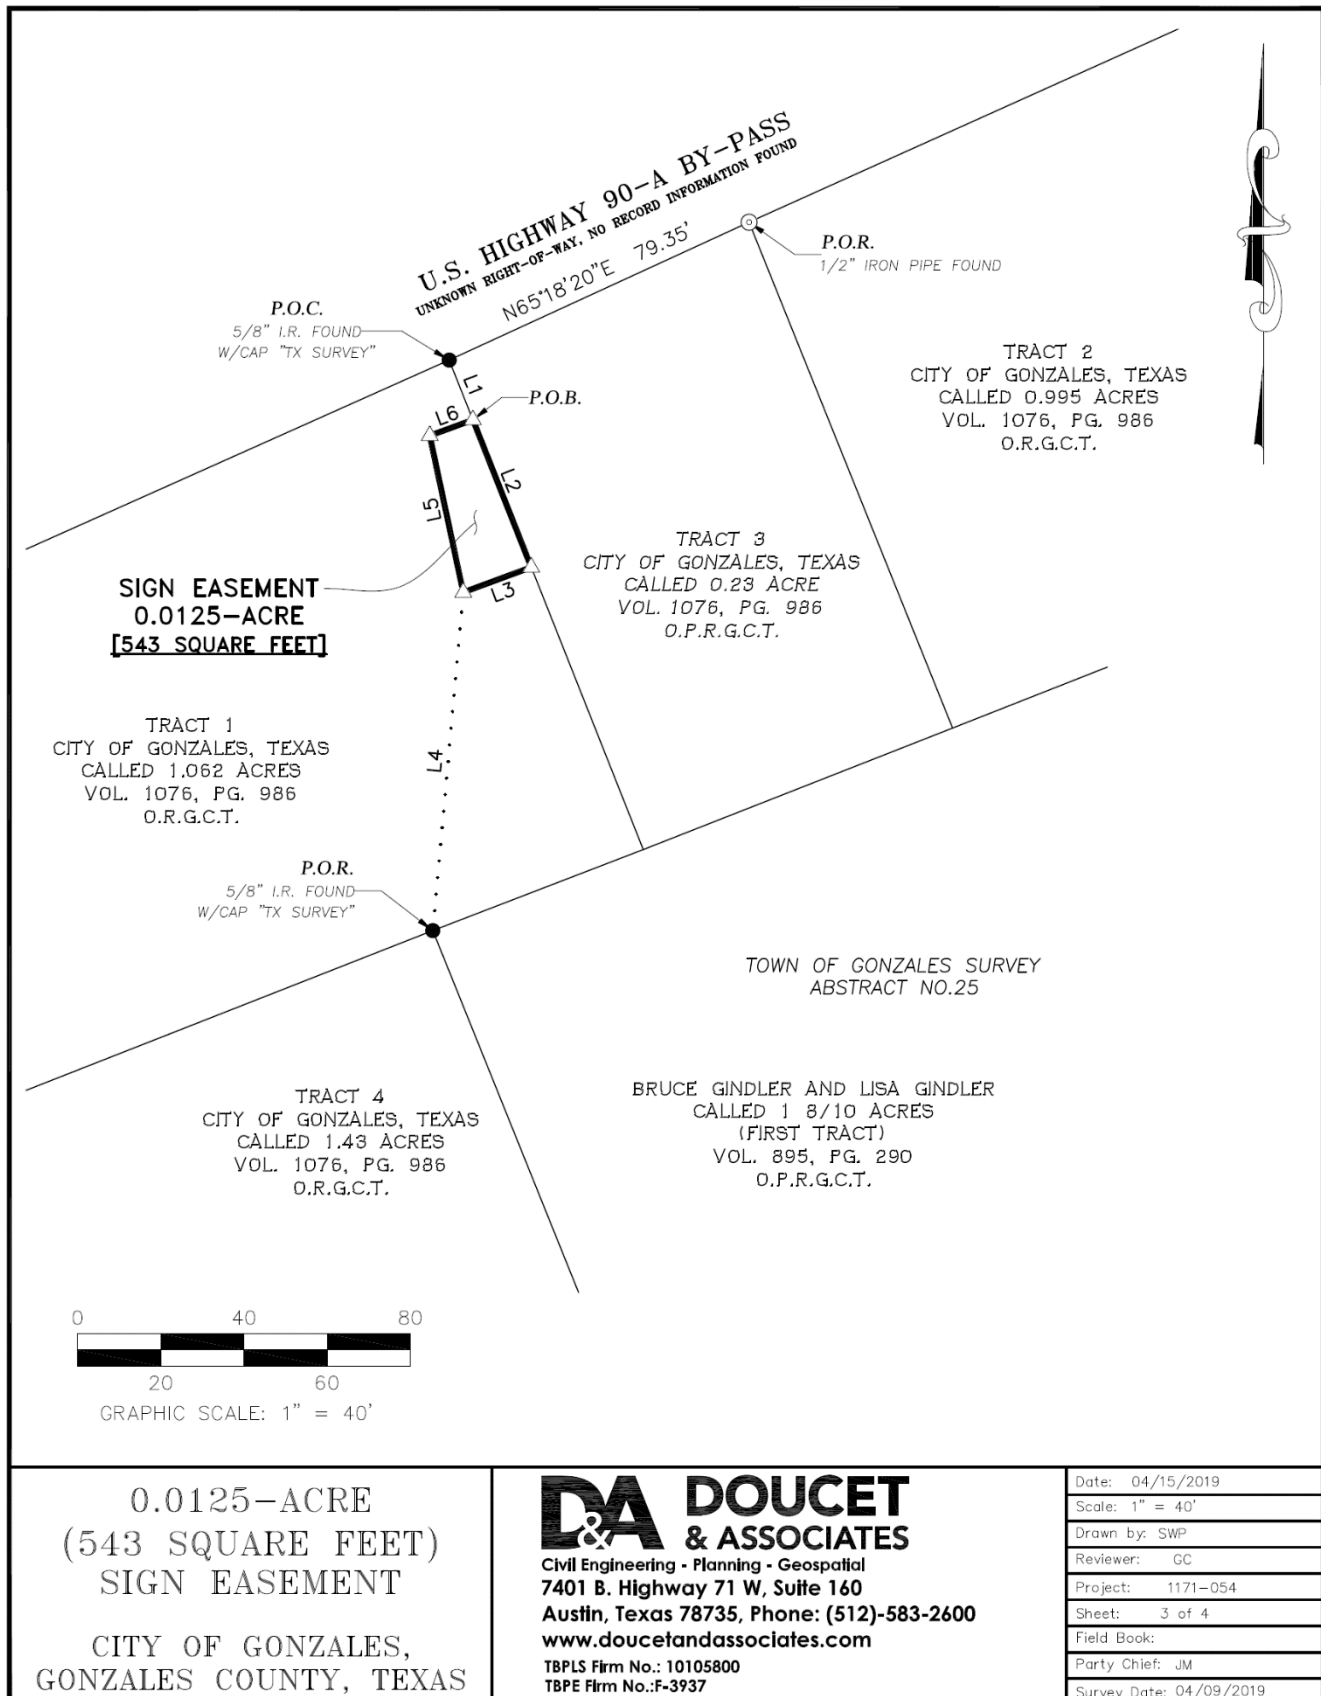 U.S. HIGHWAY 90-A BY-PASS
UNKNOWN RIGHT-OF-WAY, NO RECORD INFORMATION FOUND
N65°18'20"E 79.35'
P.O.R.
1/2" IRON PIPE FOUND
P.O.C.
5/8" I.R. FOUND
W/CAP "TX SURVEY"
L1
P.O.B.
L6
L2
L5
L3
TRACT 2
CITY OF GONZALES, TEXAS
CALLED 0.995 ACRES
VOL. 1076, PG. 986
O.R.G.C.T.
TRACT 3
CITY OF GONZALES, TEXAS
CALLED 0.23 ACRE
VOL. 1076, PG. 986
O.P.R.G.C.T.
SIGN EASEMENT
0.0125-ACRE
[543 SQUARE FEET]
TRACT 1
CITY OF GONZALES, TEXAS
CALLED 1.062 ACRES
VOL. 1076, PG. 986
O.R.G.C.T.
L4
P.O.R.
5/8" I.R. FOUND
W/CAP "TX SURVEY"
TOWN OF GONZALES SURVEY
ABSTRACT NO.25
TRACT 4
CITY OF GONZALES, TEXAS
CALLED 1.43 ACRES
VOL. 1076, PG. 986
O.R.G.C.T.
BRUCE GINDLER AND LISA GINDLER
CALLED 1 8/10 ACRES
(FIRST TRACT)
VOL. 895, PG. 290
O.P.R.G.C.T.
0 40 80
20 60
GRAPHIC SCALE: 1" = 40'
0.0125-ACRE
(543 SQUARE FEET)
SIGN EASEMENT
CITY OF GONZALES,
GONZALES COUNTY, TEXAS
D&A DOUCET
& ASSOCIATES
Civil Engineering - Planning - Geospatial
7401 B. Highway 71 W, Suite 160
Austin, Texas 78735, Phone: (512)-583-2600
www.doucetandassociates.com
TBPLS Firm No.: 10105800
TBPE Firm No.:F-3937
Date: 04/15/2019
Scale: 1" = 40'
Drawn by: SWP
Reviewer: GC
Project: 1171-054
Sheet: 3 of 4
Field Book:
Party Chief: JM
Survey Date: 04/09/2019